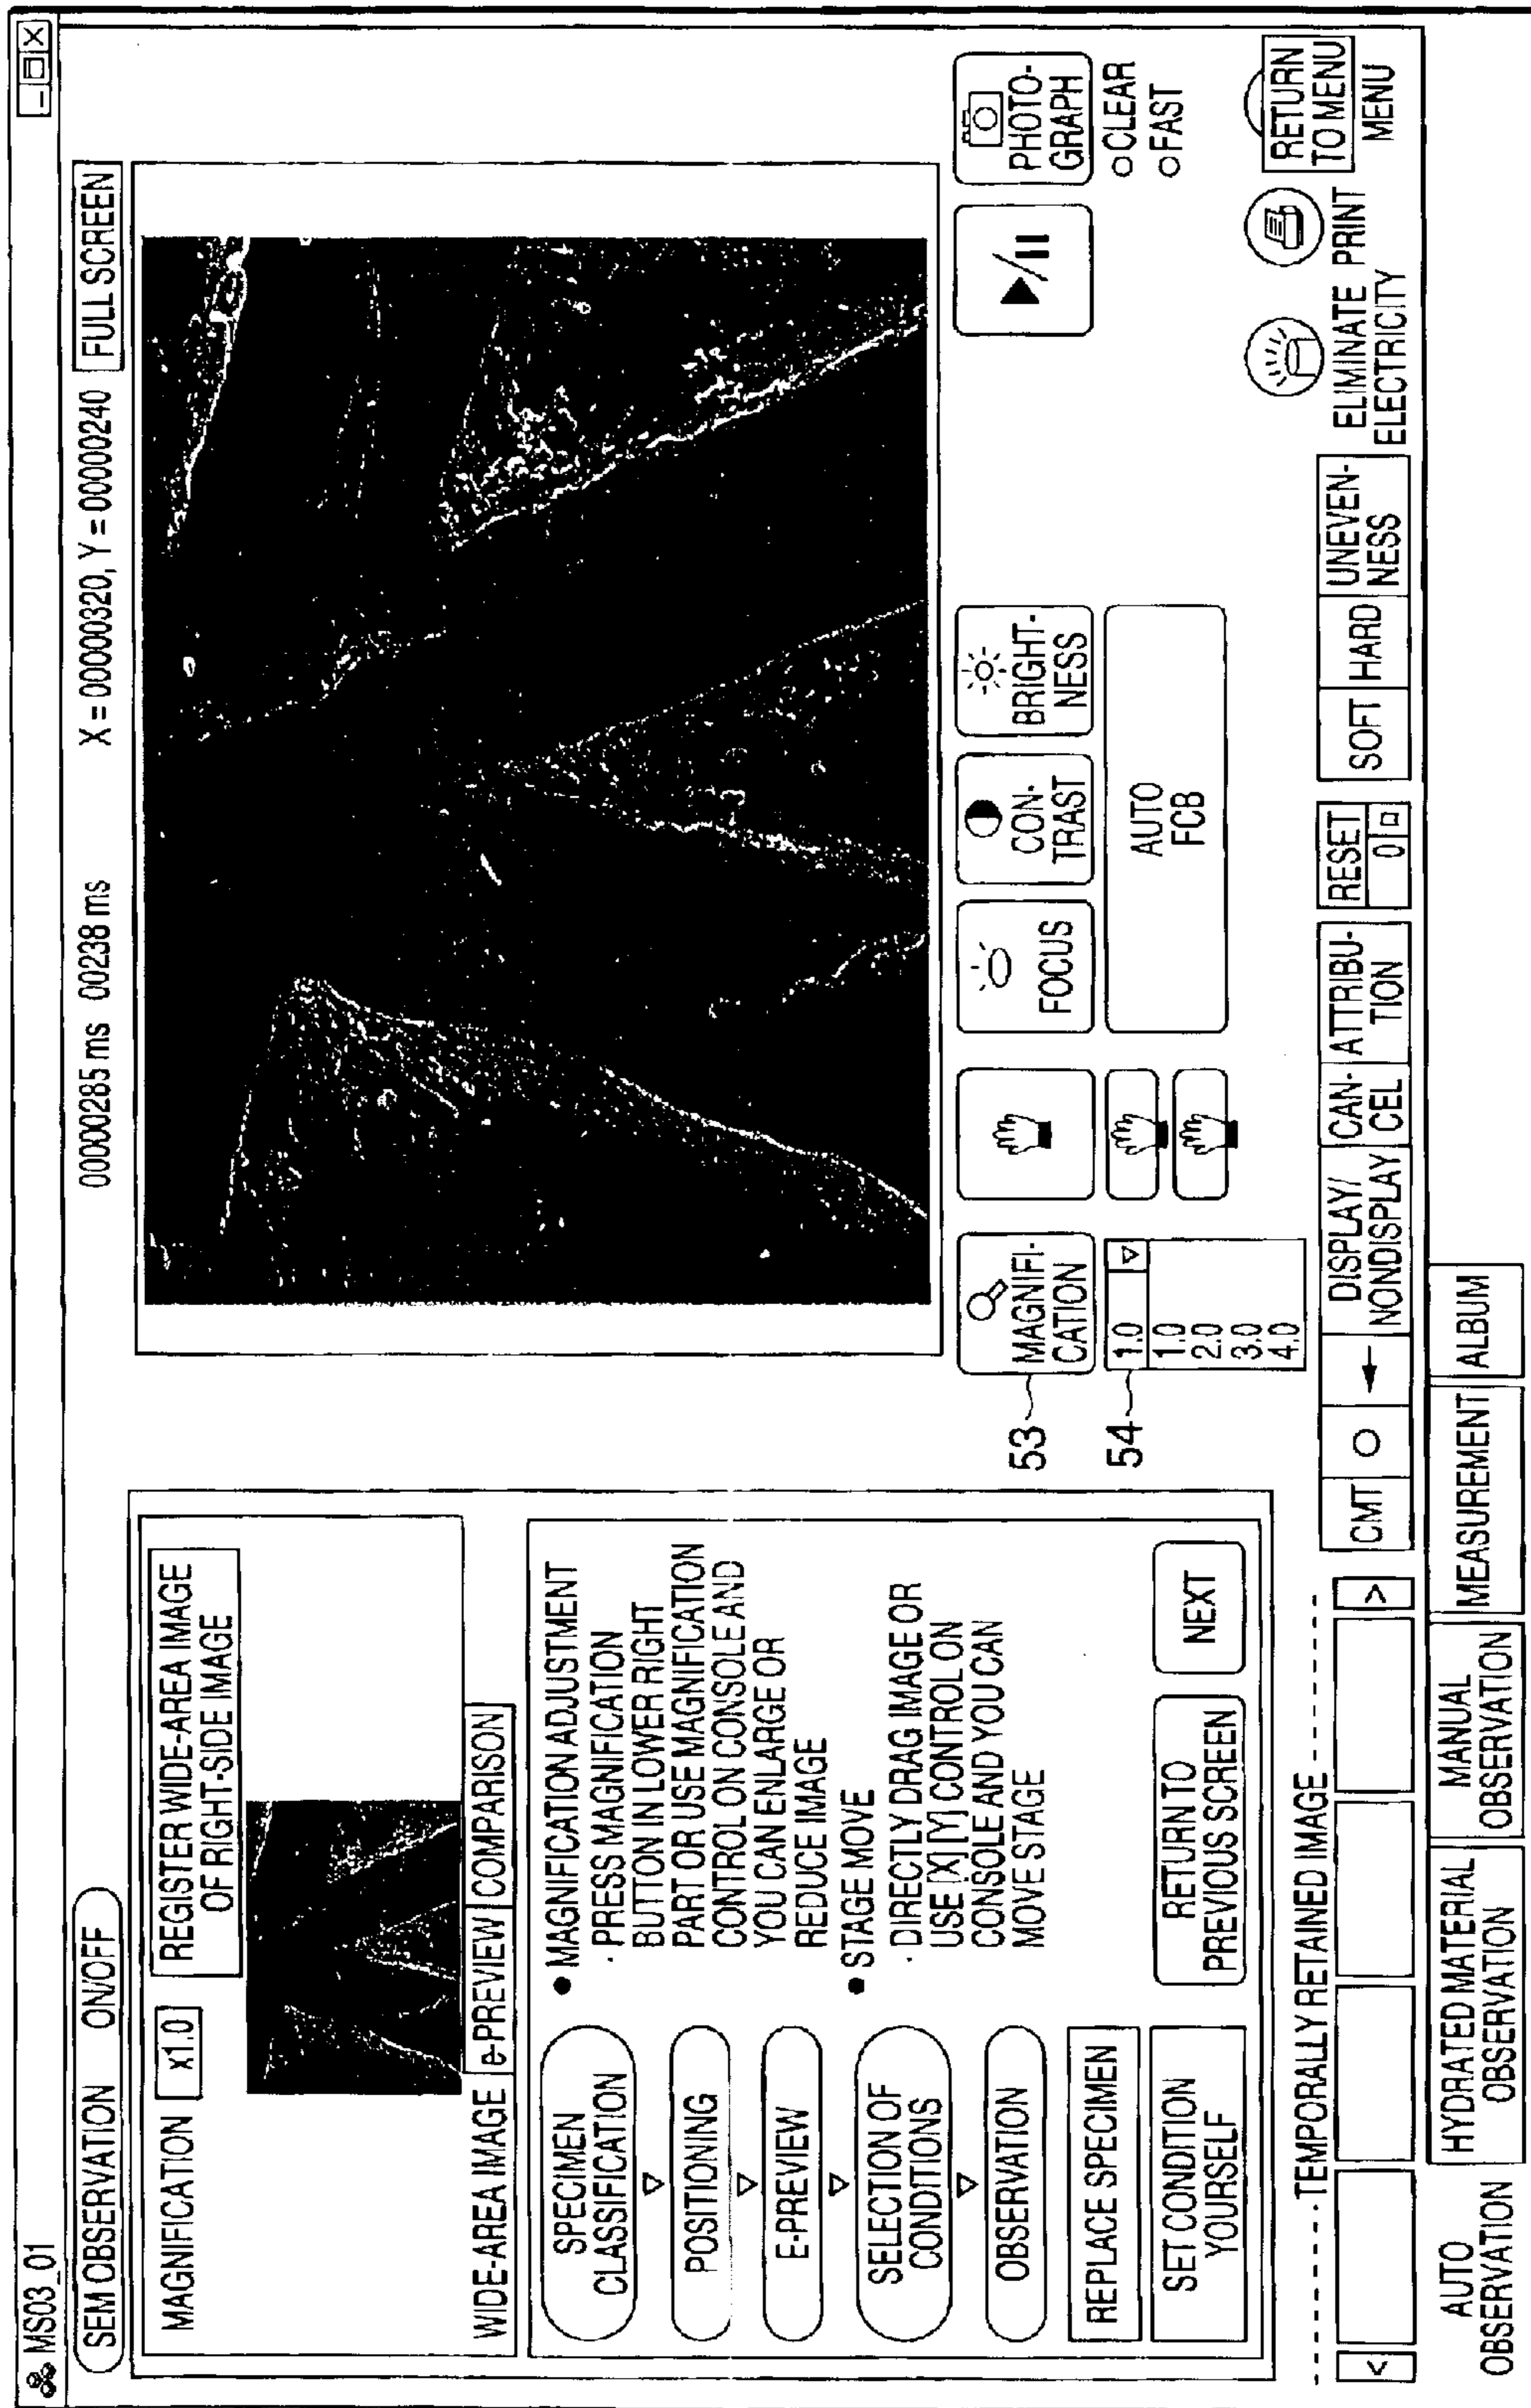 MS03_01
SEM OBSERVATION ON/OFF
0000285 ms 00238 ms
X = 00000320, Y = 00000240
FULL SCREEN
MAGNIFICATION x1.0
REGISTER WIDE-AREA IMAGE
OF RIGHT-SIDE IMAGE
WIDE-AREA IMAGE e-PREVIEW COMPARISON
SPECIMEN
CLASSIFICATION
POSITIONING
E-PREVIEW
SELECTION OF
CONDITIONS
OBSERVATION
REPLACE SPECIMEN
SET CONDITION
YOURSELF
● MAGNIFICATION ADJUSTMENT
· PRESS MAGNIFICATION
BUTTON IN LOWER RIGHT
PART OR USE MAGNIFICATION
CONTROL ON CONSOLE AND
YOU CAN ENLARGE OR
REDUCE IMAGE
● STAGE MOVE
· DIRECTLY DRAG IMAGE OR
USE [X] [Y] CONTROL ON
CONSOLE AND YOU CAN
MOVE STAGE
RETURN TO
PREVIOUS SCREEN
NEXT
53
MAGNIFI-
CATION
54
1.0
1.0
2.0
3.0
4.0
FOCUS
CON-
TRAST
BRIGHT-
NESS
AUTO
FCB
PHOTO-
GRAPH
CLEAR
FAST
TEMPORALLY RETAINED IMAGE
< >
CMT
DISPLAY/
NONDISPLAY
CAN-
CEL
ATTRIBU-
TION
RESET
0
SOFT
HARD
UNEVEN-
NESS
ELIMINATE
ELECTRICITY
PRINT
RETURN
TO MENU
MENU
AUTO
OBSERVATION
HYDRATED MATERIAL
OBSERVATION
MANUAL
OBSERVATION
MEASUREMENT
ALBUM